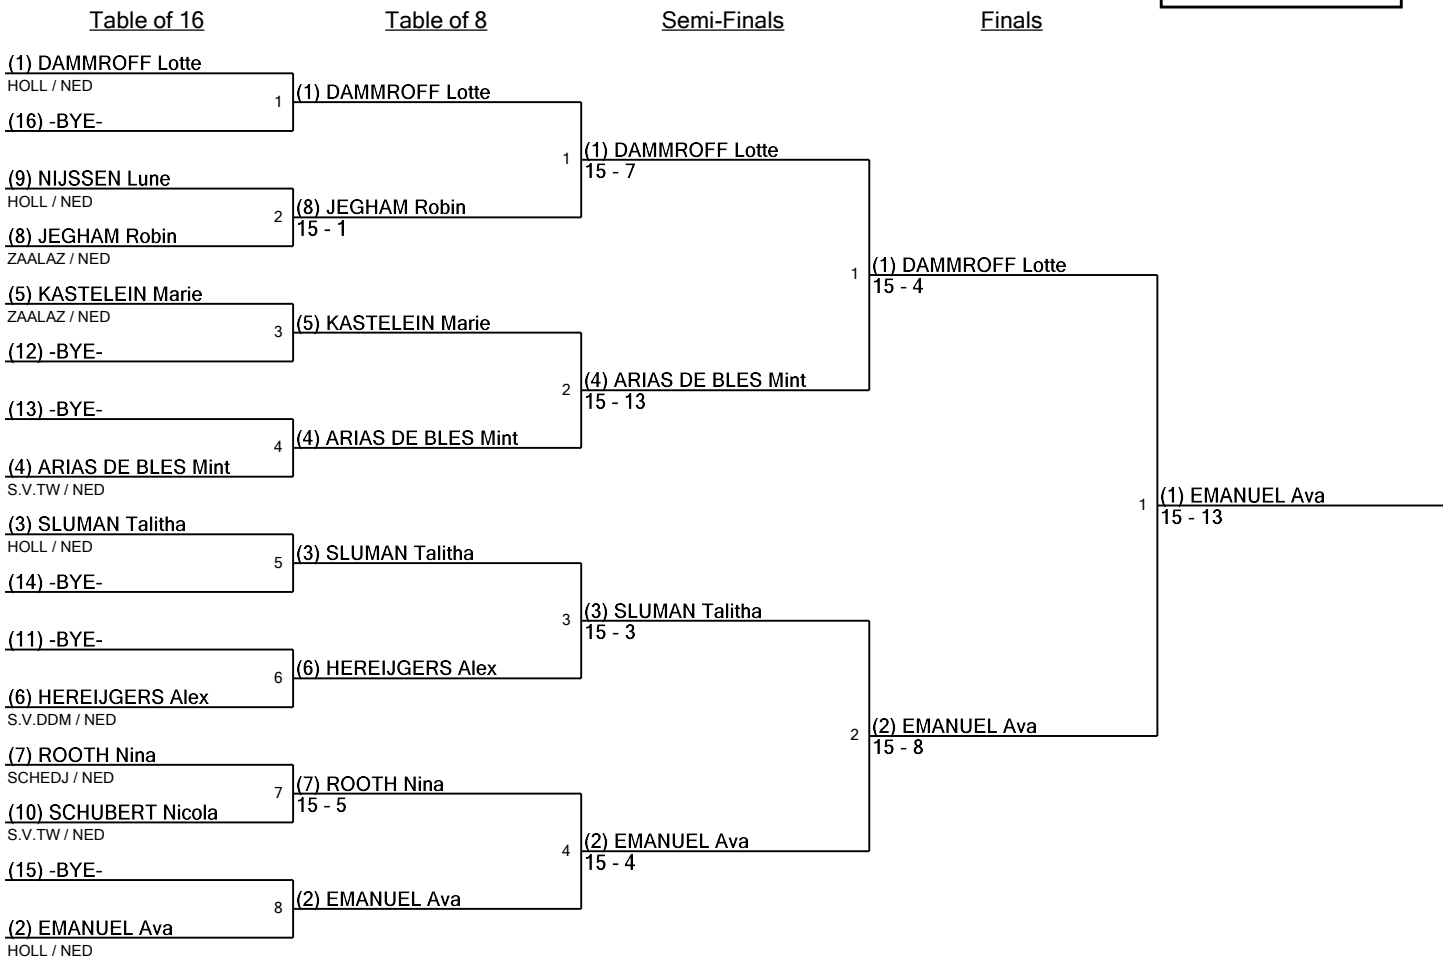 Table of 16
Table of 8
Semi-Finals
Finals
(1) DAMMROFF Lotte
HOLL / NED
(16) -BYE-
(9) NIJSSEN Lune
HOLL / NED
(8) JEGHAM Robin
ZAALAZ / NED
(5) KASTELEIN Marie
ZAALAZ / NED
(12) -BYE-
(13) -BYE-
(4) ARIAS DE BLES Mint
S.V.TW / NED
(3) SLUMAN Talitha
HOLL / NED
(14) -BYE-
(11) -BYE-
(6) HEREIJGERS Alex
S.V.DDM / NED
(7) ROOTH Nina
SCHEDJ / NED
(10) SCHUBERT Nicola
S.V.TW / NED
(15) -BYE-
(2) EMANUEL Ava
HOLL / NED
1
(1) DAMMROFF Lotte
2
(8) JEGHAM Robin
15 - 1
3
(5) KASTELEIN Marie
4
(4) ARIAS DE BLES Mint
5
(3) SLUMAN Talitha
6
(6) HEREIJGERS Alex
7
(7) ROOTH Nina
15 - 5
8
(2) EMANUEL Ava
1
(1) DAMMROFF Lotte
15 - 7
2
(4) ARIAS DE BLES Mint
15 - 13
3
(3) SLUMAN Talitha
15 - 3
4
(2) EMANUEL Ava
15 - 4
1
(1) DAMMROFF Lotte
15 - 4
2
(2) EMANUEL Ava
15 - 8
1
(1) EMANUEL Ava
15 - 13